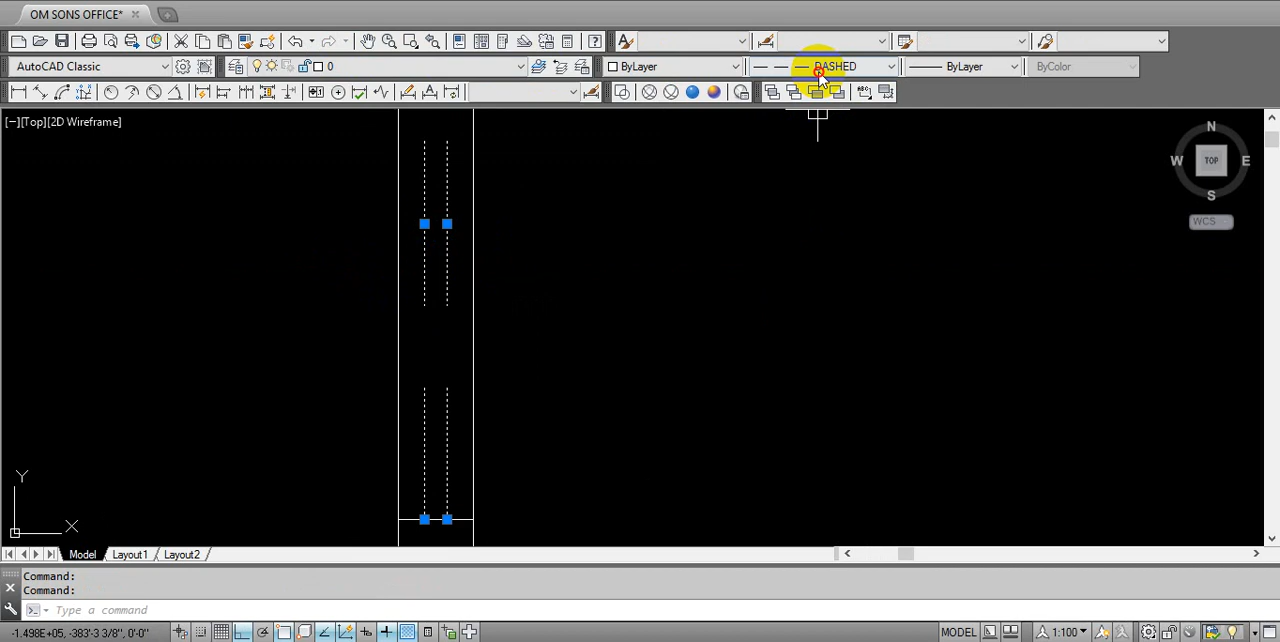 OM SONS OFFICE*
AutoCAD Classic
0
ByLayer
DASHED
ByLayer
ByColor
[−][Top][2D Wireframe]
N
W
TOP
E
S
WCS
Y
X
Model
Layout1
Layout2
Command:
Command:
Type a command
-1.498E+05, -383'-3 3/8", 0'-0"
MODEL
1:100